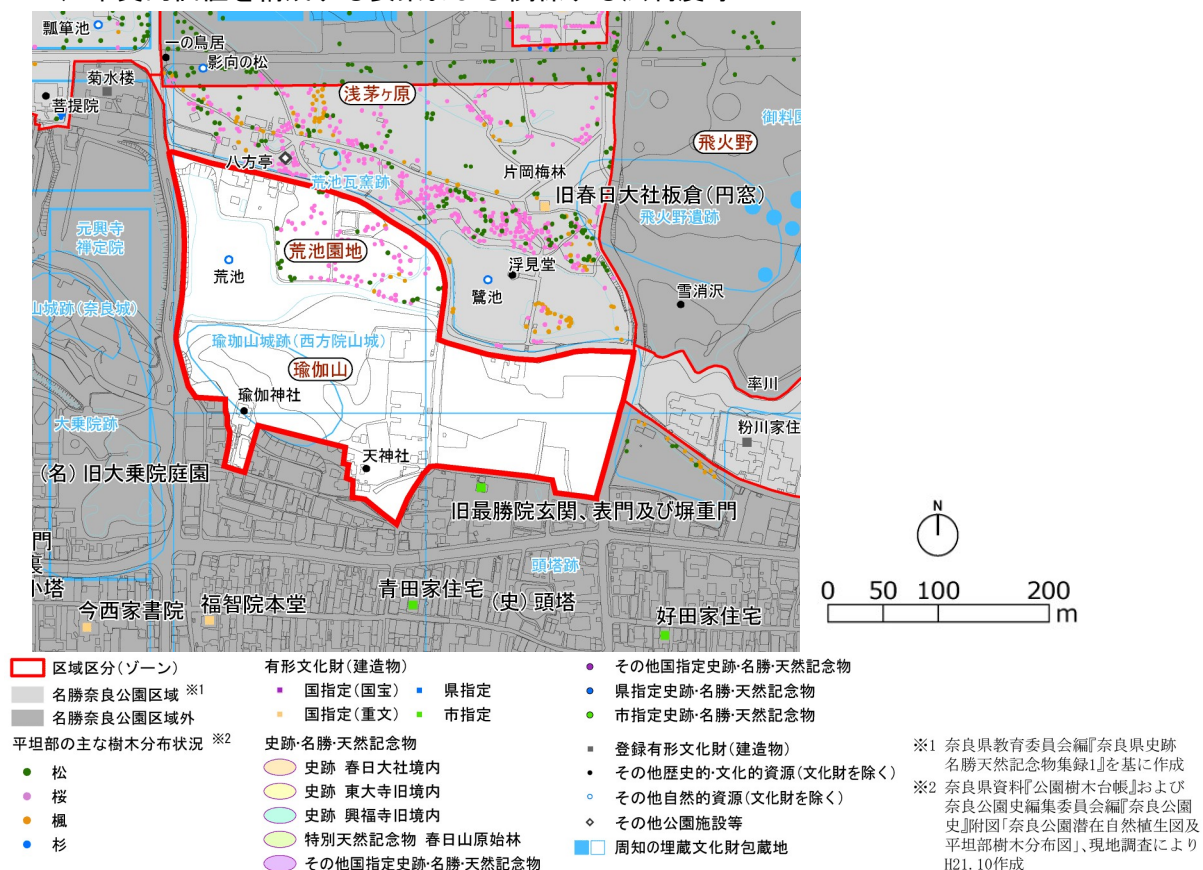 瓢箪池
一の鳥居
影向の松
菊水楼
浅茅ヶ原
菩提院
御料園
飛火野
八方亭
片岡梅林
荒池瓦窯跡
旧春日大社板倉(円窓)
飛火野遺跡
元興寺
禅定院
荒池園地
荒池
浮見堂
鷺池
雪消沢
山城跡(奈良城)
瑜珈山城跡(西方院山城)
瑜伽山
率川
瑜伽神社
大乗院跡
粉川家住
天神社
(名)旧大乗院庭園
旧最勝院玄関、表門及び塀重門
門
裏
小塔
頭塔跡
青田家住宅
(史)頭塔
今西家書院
福智院本堂
好田家住宅
N
0 50 100 200
m
区域区分(ゾーン)
名勝奈良公園区域 ※1
名勝奈良公園区域外
平坦部の主な樹木分布状況 ※2
松
桜
楓
杉
有形文化財(建造物)
国指定(国宝) 県指定
国指定(重文) 市指定
史跡・名勝・天然記念物
史跡 春日大社境内
史跡 東大寺旧境内
史跡 興福寺旧境内
特別天然記念物 春日山原始林
その他国指定史跡・名勝・天然記念物
その他国指定史跡・名勝・天然記念物
県指定史跡・名勝・天然記念物
市指定史跡・名勝・天然記念物
登録有形文化財(建造物)
その他歴史的・文化的資源(文化財を除く)
その他自然的資源(文化財を除く)
その他公園施設等
周知の埋蔵文化財包蔵地
※1 奈良県教育委員会編『奈良県史跡
名勝天然記念物集録1』を基に作成
※2 奈良県資料『公園樹木台帳』および
奈良公園史編集委員会編『奈良公園
史』附図「奈良公園潜在自然植生図及
平坦部樹木分布図」、現地調査により
H21.10作成